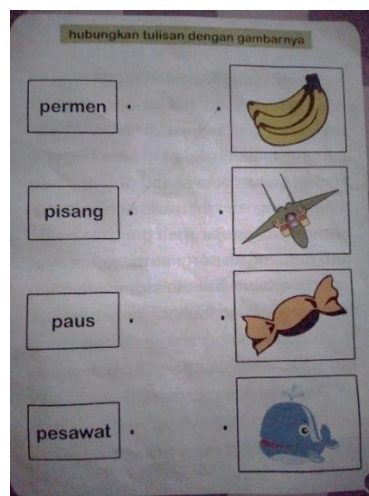 hubungkan tulisan dengan gambarnya
permen
pisang
paus
pesawat